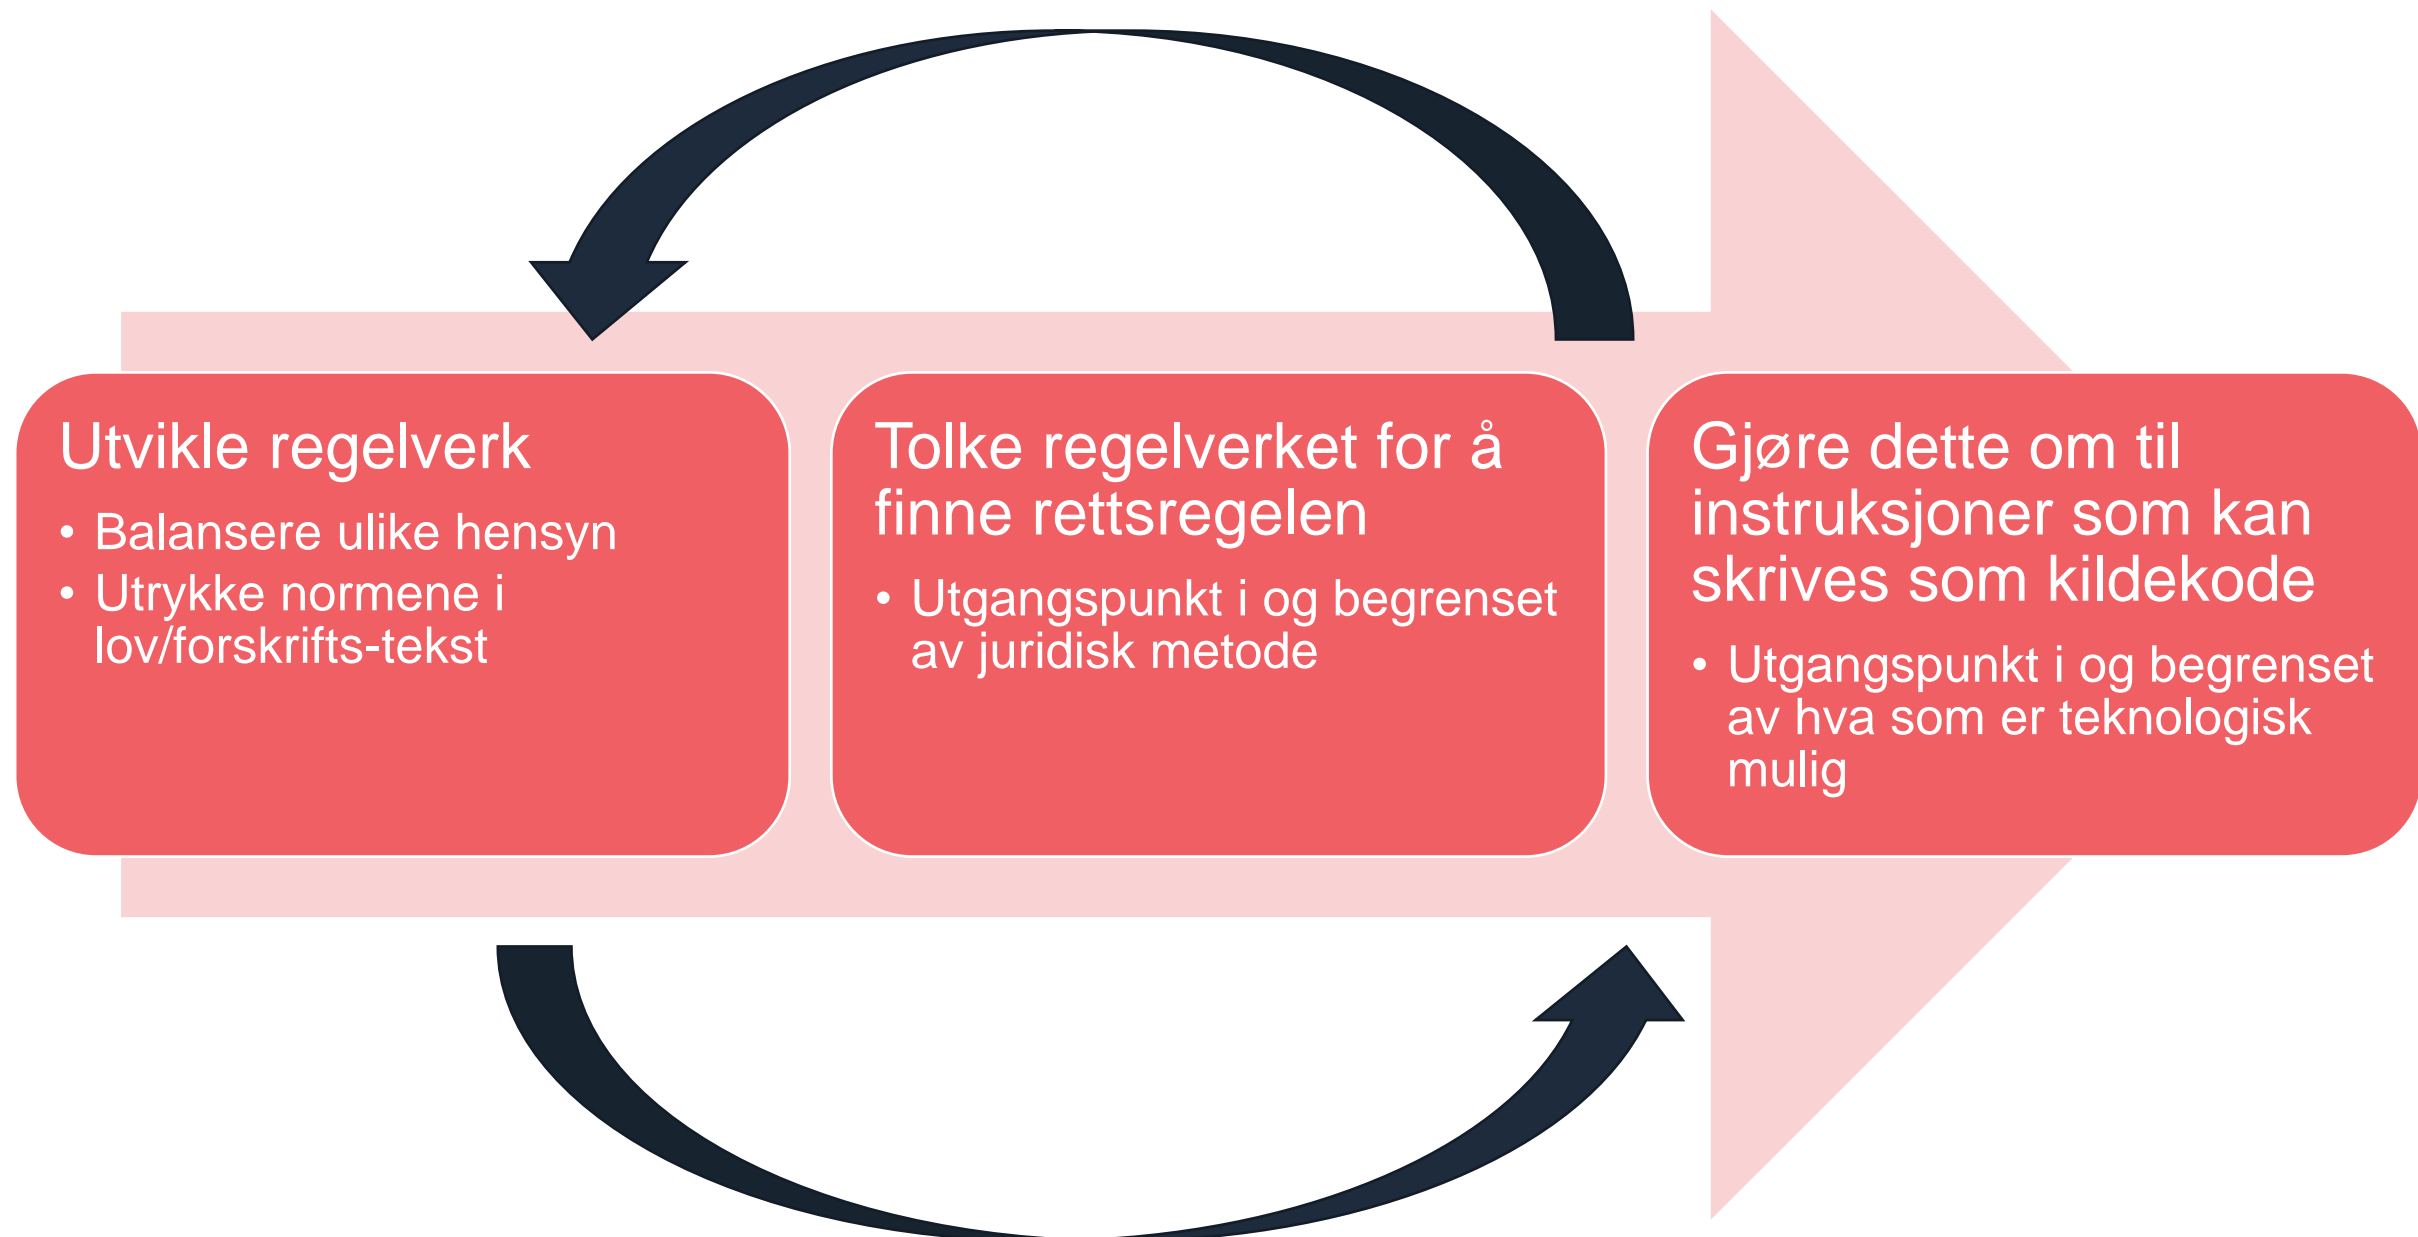 Utvikle regelverk
• Balansere ulike hensyn
• Utrykke normene i
lov/forskrifts-tekst
Tolke regelverket for å
finne rettsregelen
• Utgangspunkt i og begrenset
av juridisk metode
Gjøre dette om til
instruksjoner som kan
skrives som kildekode
• Utgangspunkt i og begrenset
av hva som er teknologisk
mulig